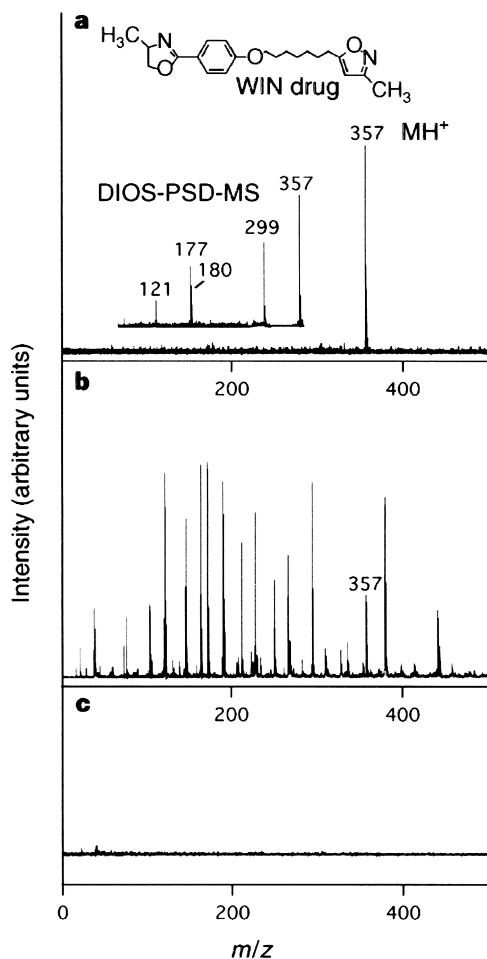 a
H₃C
N
O
O
O
N
WIN drug
CH₃
357 MH⁺
DIOS-PSD-MS
357
299
177
180
121
200 400
b
357
200 400
c
0 200 400
m/z
Intensity (arbitrary units)